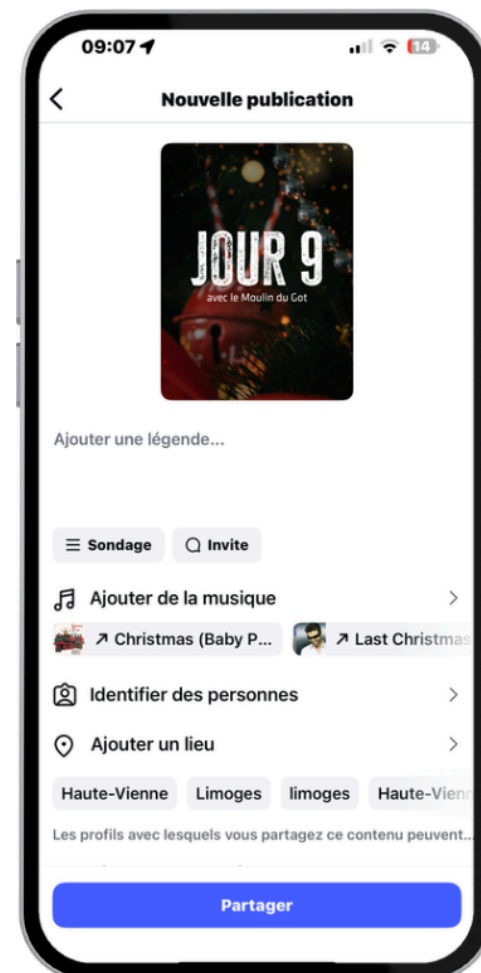 09:07
14
Nouvelle publication
JOUR 9
avec le Moulin du Got
Ajouter une légende...
Sondage
Invite
Ajouter de la musique
Christmas (Baby P...
Last Christmas
Identifier des personnes
Ajouter un lieu
Haute-Vienne Limoges limoges Haute-Vienn
Les profils avec lesquels vous partagez ce contenu peuvent...
Partager